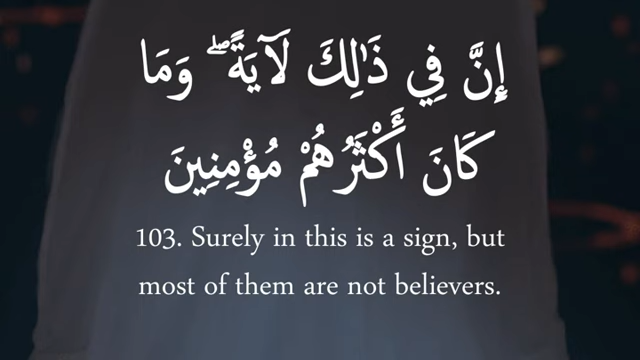 إِنَّ فِي ذَٰلِكَ لَآيَةً ۖ وَمَا
كَانَ أَكْثَرُهُمْ مُؤْمِنِينَ
103. Surely in this is a sign, but
most of them are not believers.